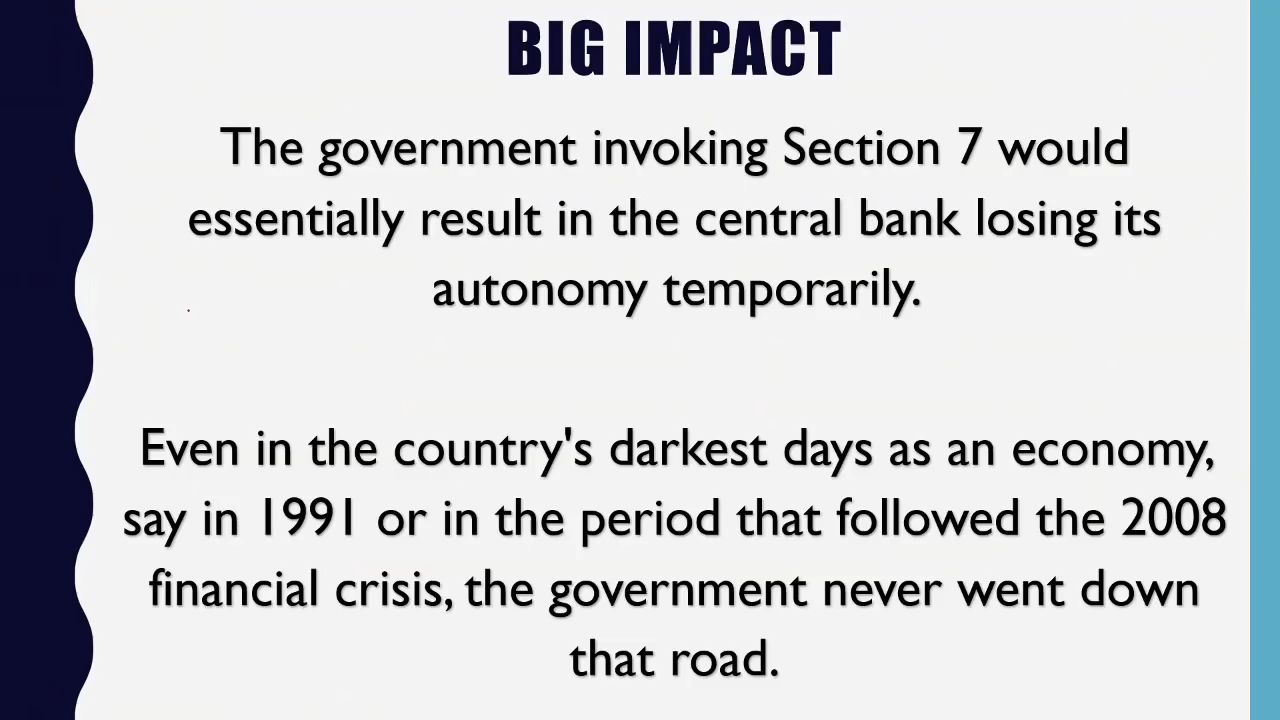 BIG IMPACT
The government invoking Section 7 would
essentially result in the central bank losing its
autonomy temporarily.
Even in the country's darkest days as an economy,
say in 1991 or in the period that followed the 2008
financial crisis, the government never went down
that road.